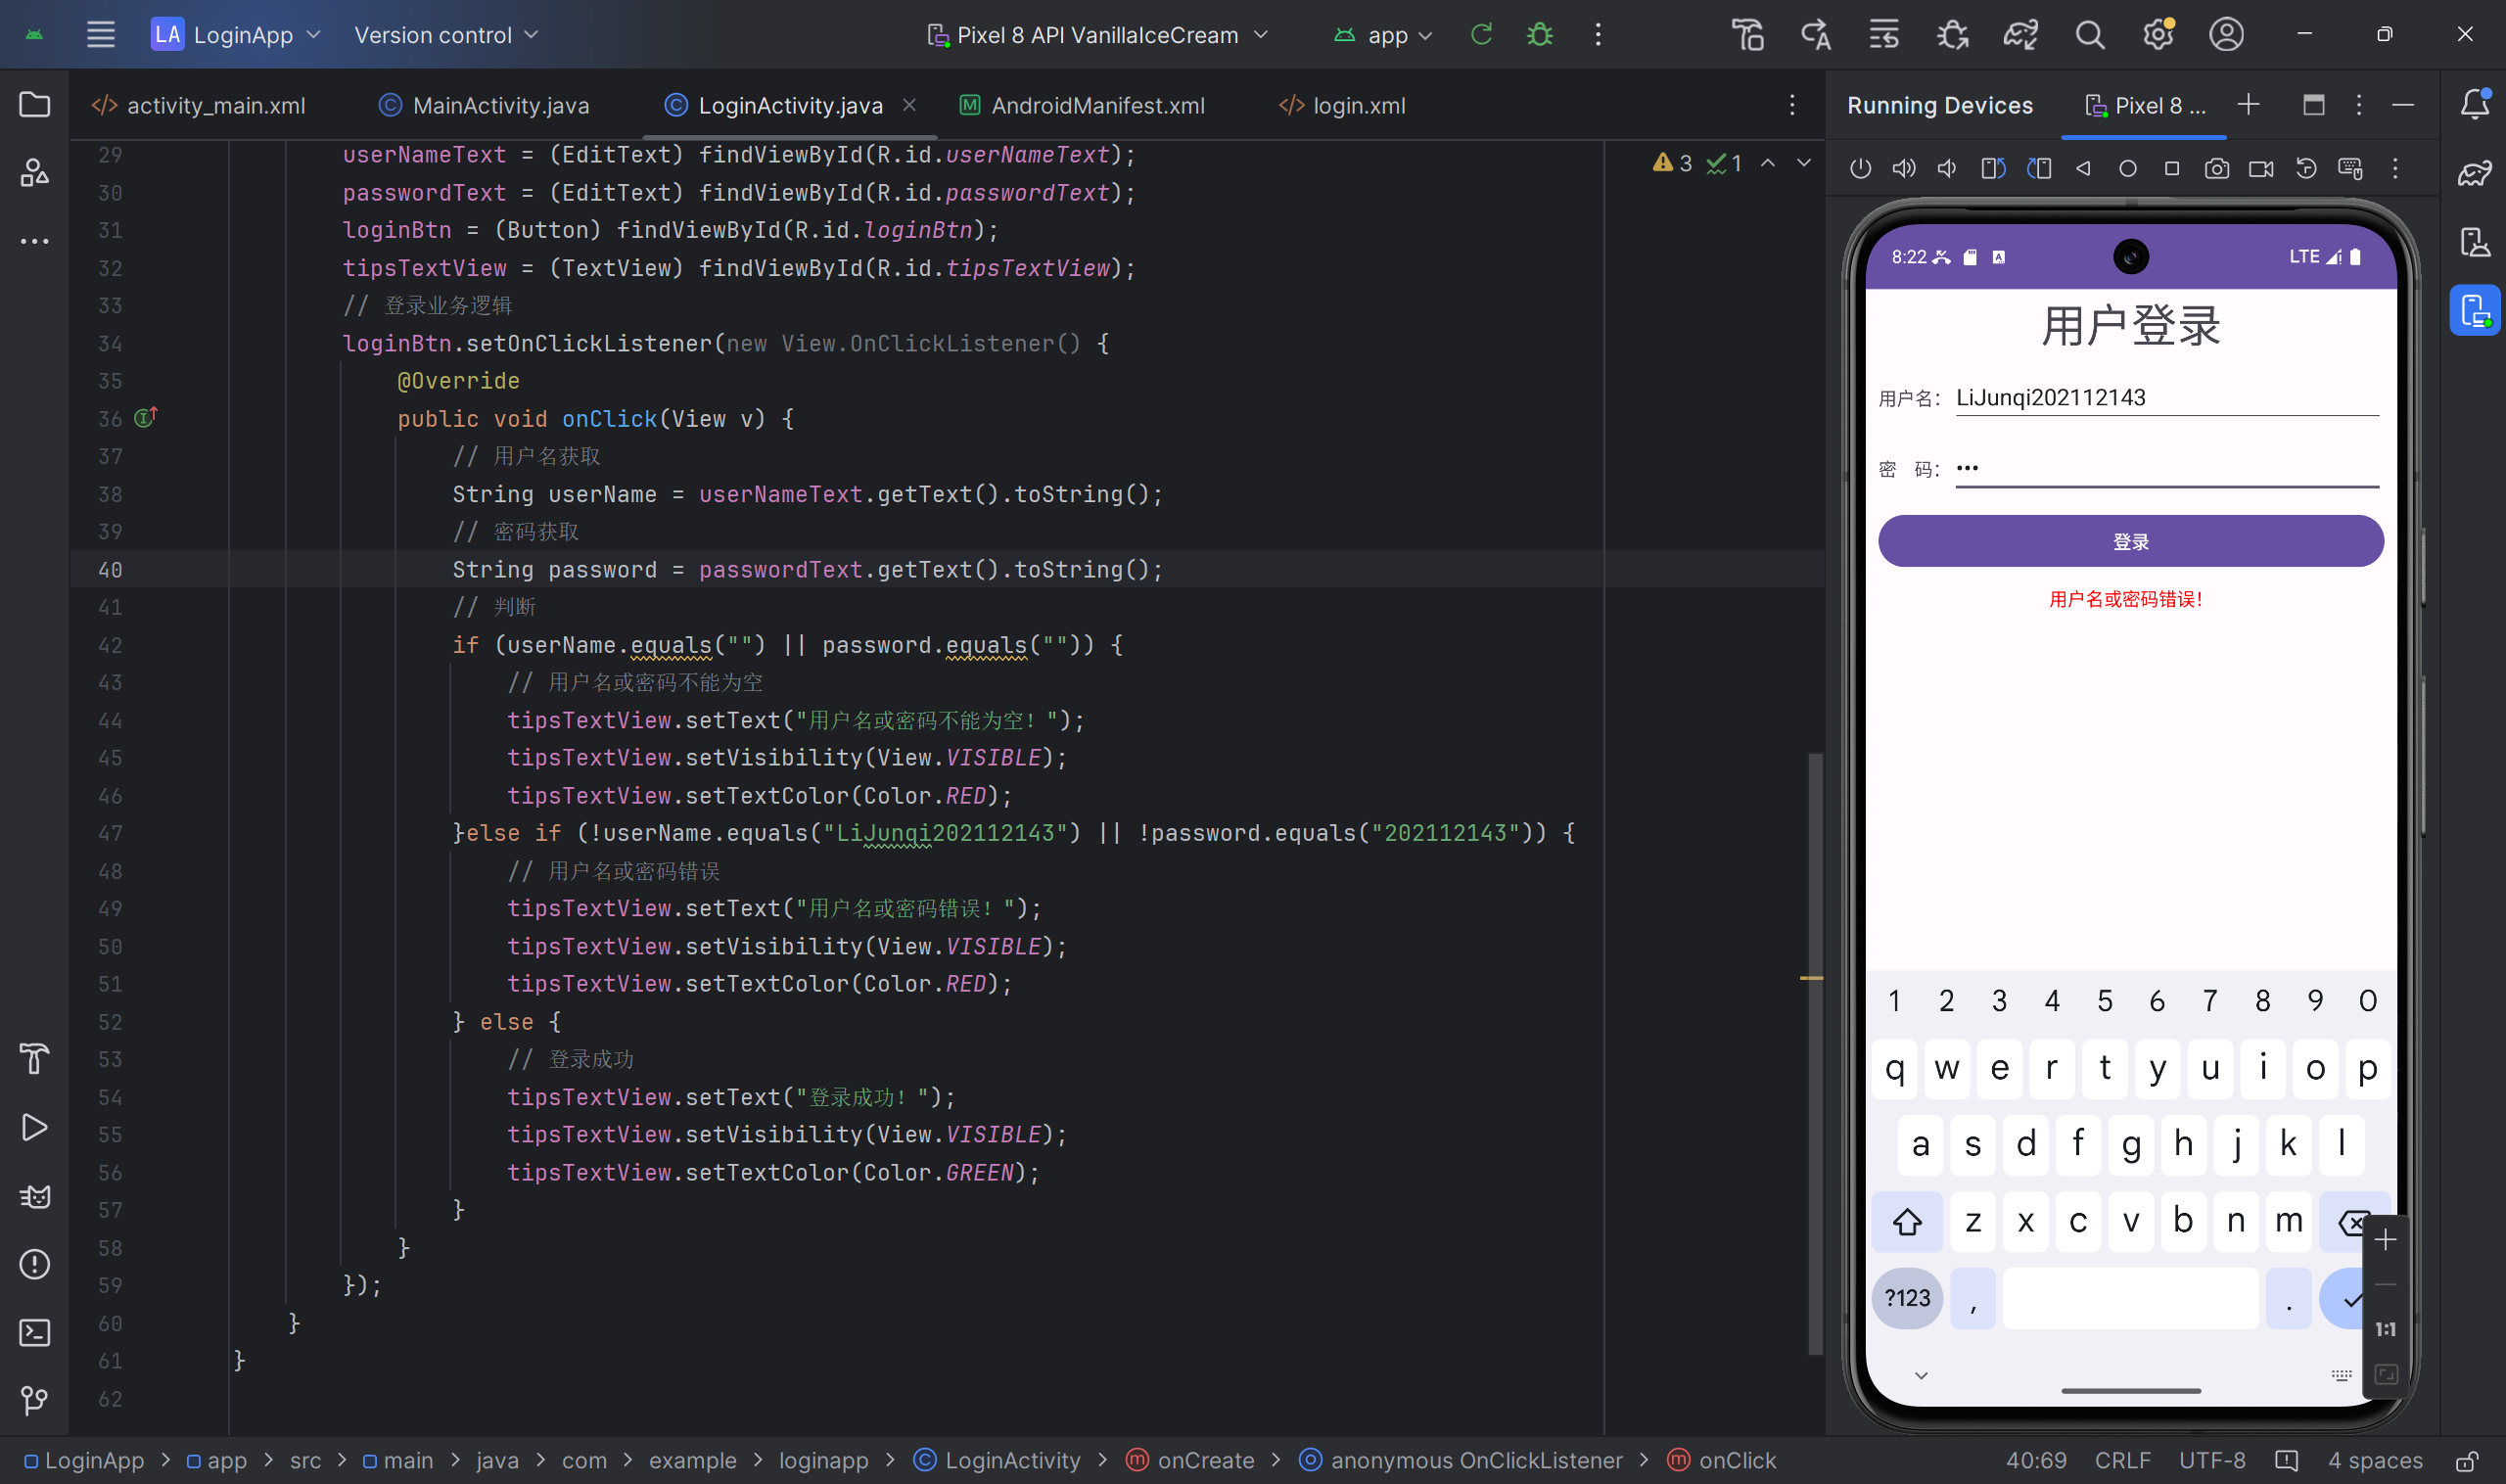 LA LoginApp Version control Pixel 8 API VanillaIceCream app
activity_main.xml MainActivity.java LoginActivity.java AndroidManifest.xml login.xml
Running Devices Pixel 8 ...
3 1
29 userNameText = (EditText) findViewById(R.id.userNameText);
30 passwordText = (EditText) findViewById(R.id.passwordText);
31 loginBtn = (Button) findViewById(R.id.loginBtn);
32 tipsTextView = (TextView) findViewById(R.id.tipsTextView);
33 // 登录业务逻辑
34 loginBtn.setOnClickListener(new View.OnClickListener() {
35 @Override
36 public void onClick(View v) {
37 // 用户名获取
38 String userName = userNameText.getText().toString();
39 // 密码获取
40 String password = passwordText.getText().toString();
41 // 判断
42 if (userName.equals("") || password.equals("")) {
43 // 用户名或密码不能为空
44 tipsTextView.setText("用户名或密码不能为空！");
45 tipsTextView.setVisibility(View.VISIBLE);
46 tipsTextView.setTextColor(Color.RED);
47 }else if (!userName.equals("LiJunqi202112143") || !password.equals("202112143")) {
48 // 用户名或密码错误
49 tipsTextView.setText("用户名或密码错误！");
50 tipsTextView.setVisibility(View.VISIBLE);
51 tipsTextView.setTextColor(Color.RED);
52 } else {
53 // 登录成功
54 tipsTextView.setText("登录成功！");
55 tipsTextView.setVisibility(View.VISIBLE);
56 tipsTextView.setTextColor(Color.GREEN);
57 }
58 }
59 });
60 }
61 }
62
8:22 LTE
用户登录
用户名： LiJunqi202112143
密 码： •••
登录
用户名或密码错误！
1 2 3 4 5 6 7 8 9 0
q w e r t y u i o p
a s d f g h j k l
z x c v b n m
?123 , .
1:1
LoginApp > app > src > main > java > com > example > loginapp > LoginActivity > onCreate > anonymous OnClickListener > onClick
40:69 CRLF UTF-8 4 spaces